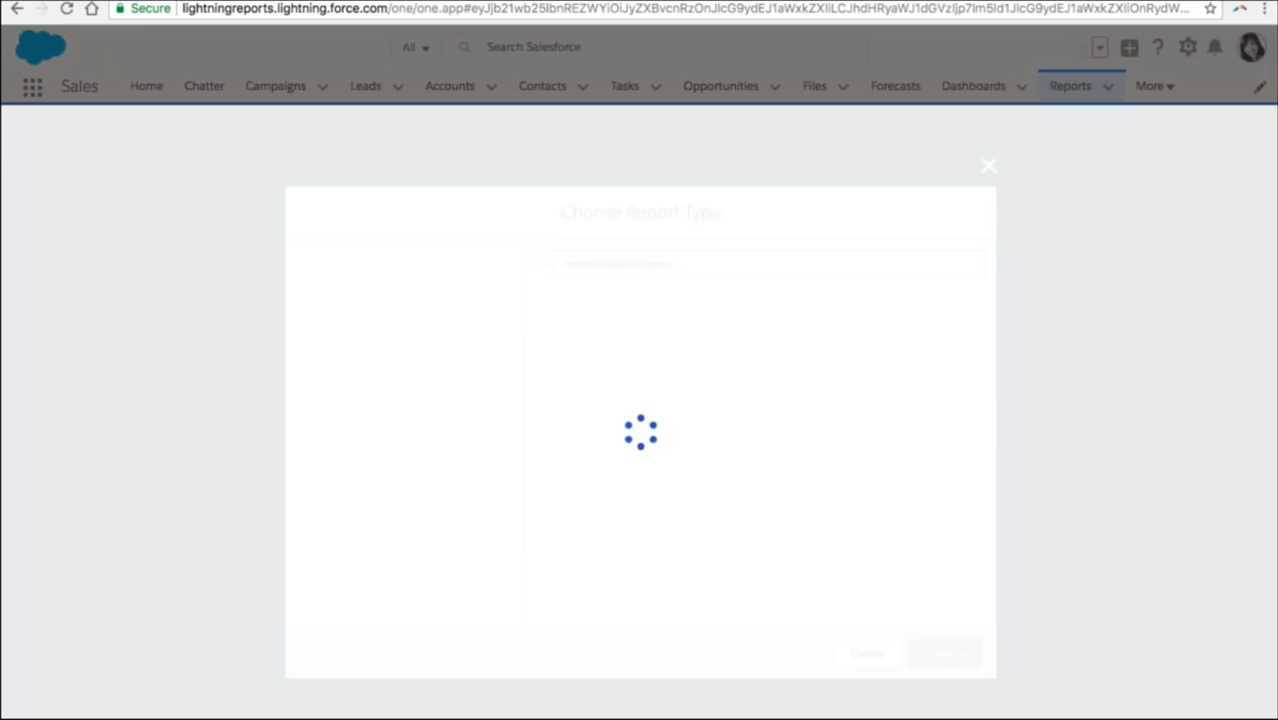 Secure lightningreports.lightning.force.com/one/one.app#eyJjb21wb25lbnREZWYiOiJyZXBvcnRzOnJlcG9ydEJ1aWxkZXIiLCJhdHRyaWJ1dGVzIjp7Im5ld1JlcG9ydEJ1aWxkZXIiOnRydW...
All Search Salesforce
Sales Home Chatter Campaigns Leads Accounts Contacts Tasks Opportunities Files Forecasts Dashboards Reports More
Choose Report Type
Cancel